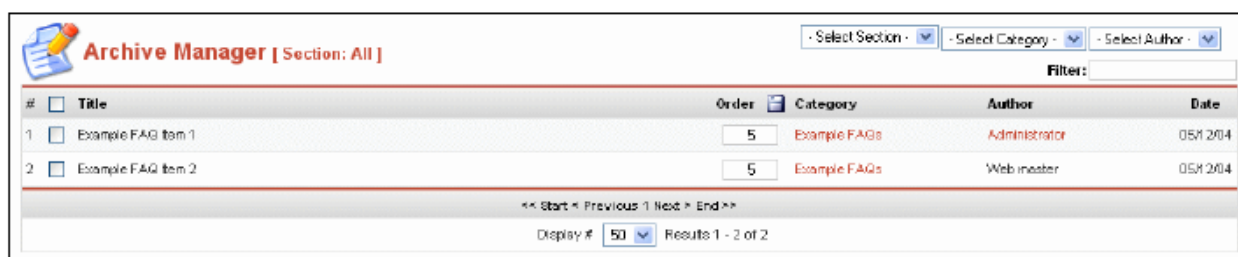 Archive Manager [ Section: All ]
- Select Section - - Select Category - - Select Author -
Filter:
# Title Order Category Author Date
1 Example FAQ Item 1 5 Example FAQs Administrator 05/12/04
2 Example FAQ Item 2 5 Example FAQs Webmaster 05/12/04
<< Start < Previous 1 Next > End >>
Display # 50 Results 1 - 2 of 2